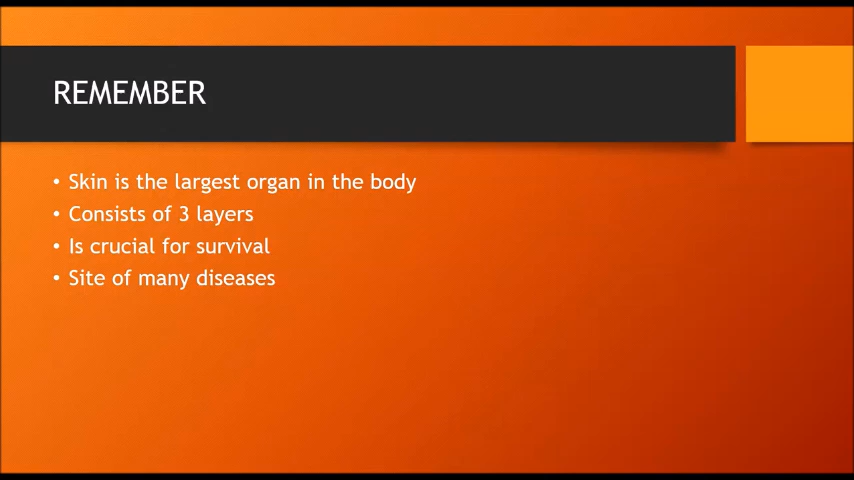 REMEMBER
• Skin is the largest organ in the body
• Consists of 3 layers
• Is crucial for survival
• Site of many diseases